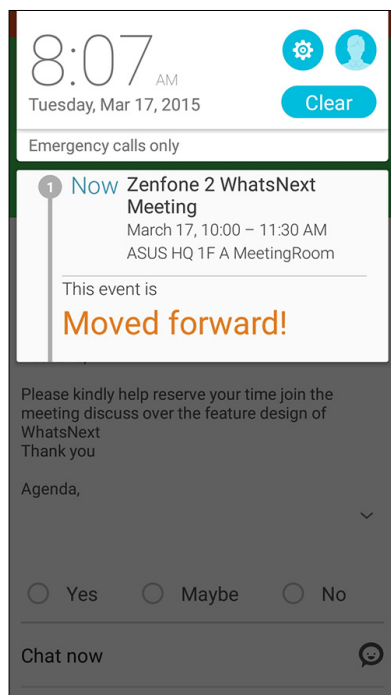 8:07 AM
Tuesday, Mar 17, 2015
Clear
Emergency calls only
1 Now Zenfone 2 WhatsNext
Meeting
March 17, 10:00 – 11:30 AM
ASUS HQ 1F A MeetingRoom
This event is
Moved forward!
Please kindly help reserve your time join the
meeting discuss over the feature design of
WhatsNext
Thank you
Agenda,
Yes Maybe No
Chat now